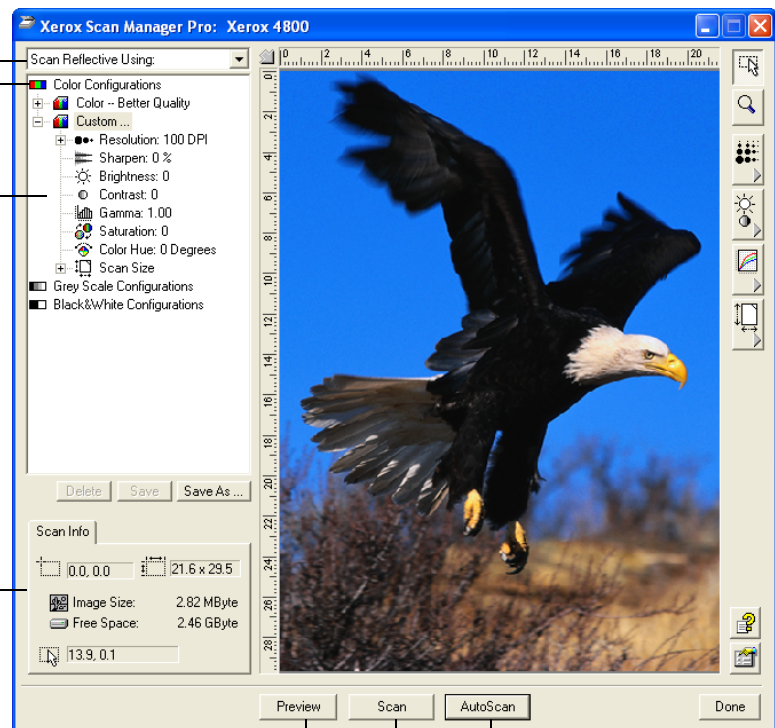 Xerox Scan Manager Pro: Xerox 4800
Scan Reflective Using:
0 2 4 6 8 10 12 14 16 18 20
Color Configurations
Color -- Better Quality
Custom ...
Resolution: 100 DPI
Sharpen: 0 %
Brightness: 0
Contrast: 0
Gamma: 1.00
Saturation: 0
Color Hue: 0 Degrees
Scan Size
Grey Scale Configurations
Black&White Configurations
0
2
4
6
8
10
12
14
16
18
20
22
24
26
28
Delete Save Save As ...
Scan Info
0.0, 0.0 21.6 x 29.5
Image Size: 2.82 MByte
Free Space: 2.46 GByte
13.9, 0.1
Preview Scan AutoScan Done